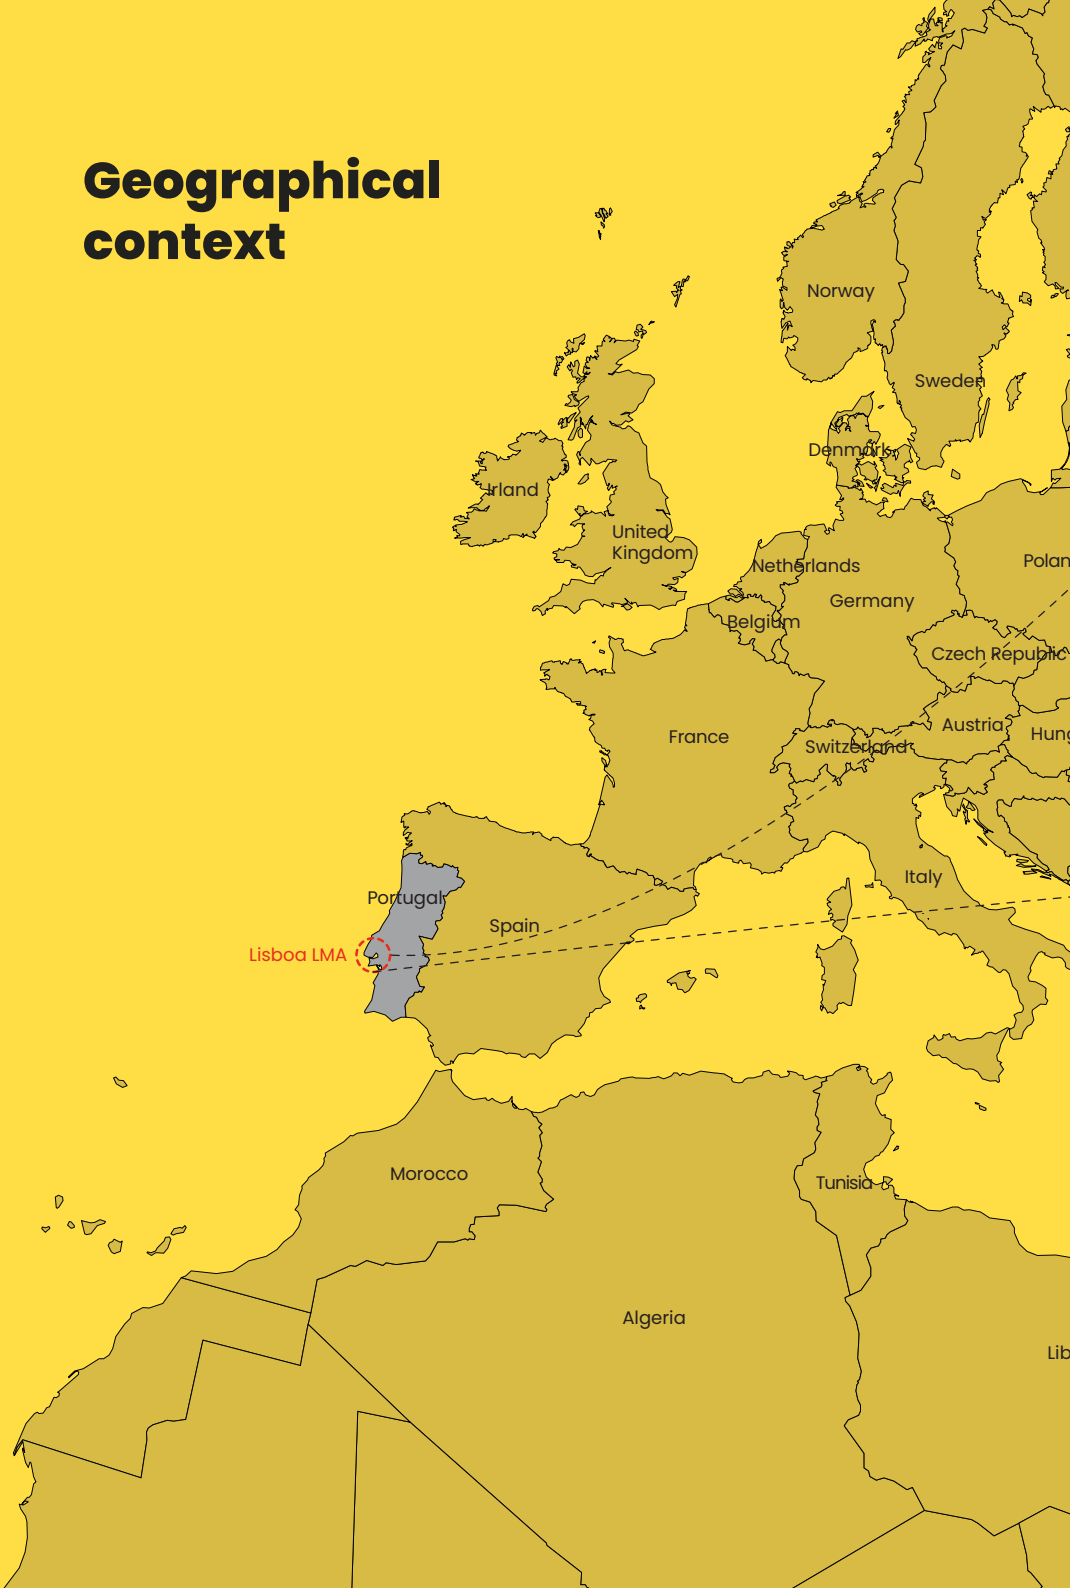 Geographical
context
Norway
Sweden
Denmark
Irland
United
Kingdom
Netherlands
Polan
Germany
Belgium
Czech Republic
Austria
Hung
France
Switzerland
Italy
Portugal
Spain
Lisboa LMA
Morocco
Tunisia
Algeria
Lib